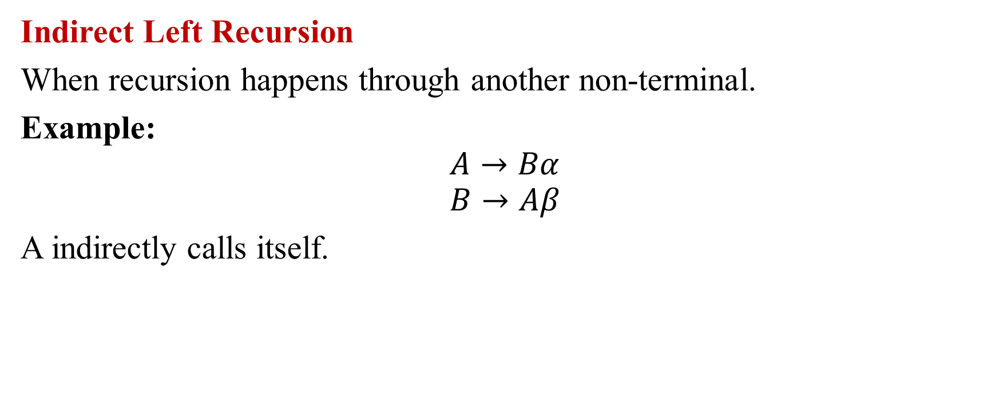 Indirect Left Recursion
When recursion happens through another non-terminal.
Example:
A → Bα
B → Aβ
A indirectly calls itself.